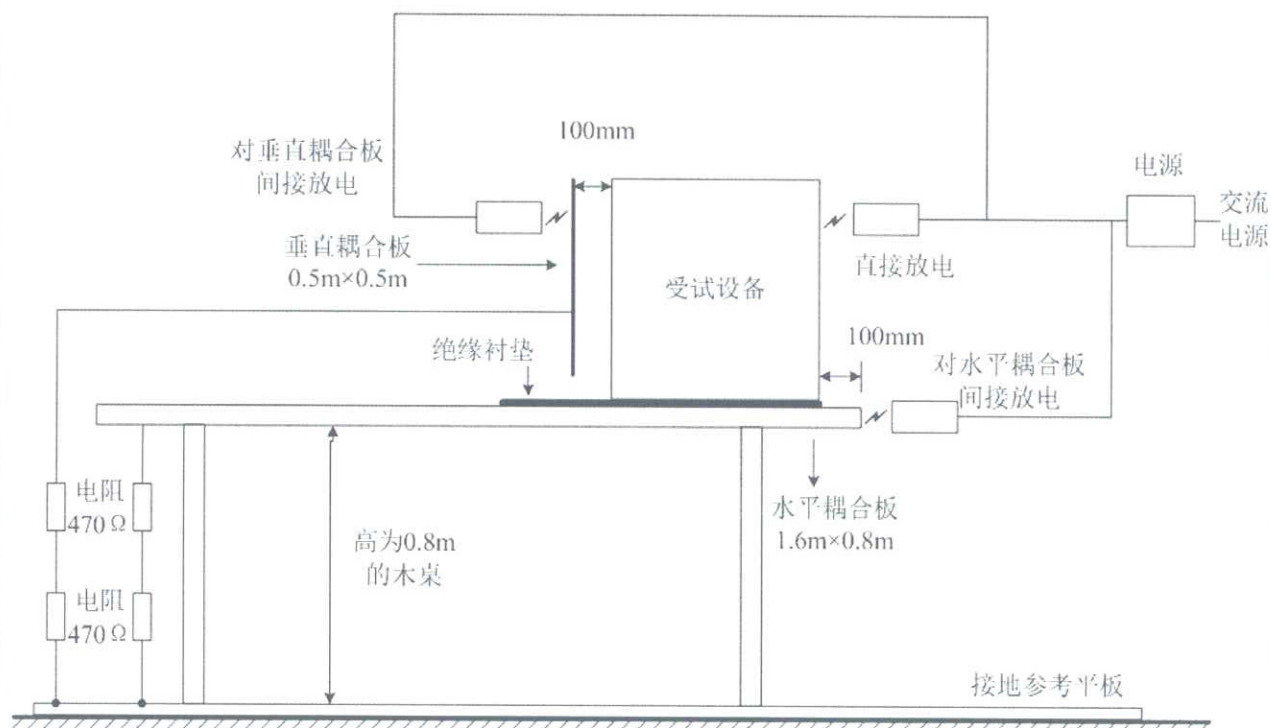 100mm
对垂直耦合板
间接放电
电源
交流
电源
垂直耦合板
0.5m×0.5m
直接放电
受试设备
100mm
绝缘衬垫
对水平耦合板
间接放电
电阻
470Ω
水平耦合板
1.6m×0.8m
高为0.8m
的木桌
电阻
470Ω
接地参考平板